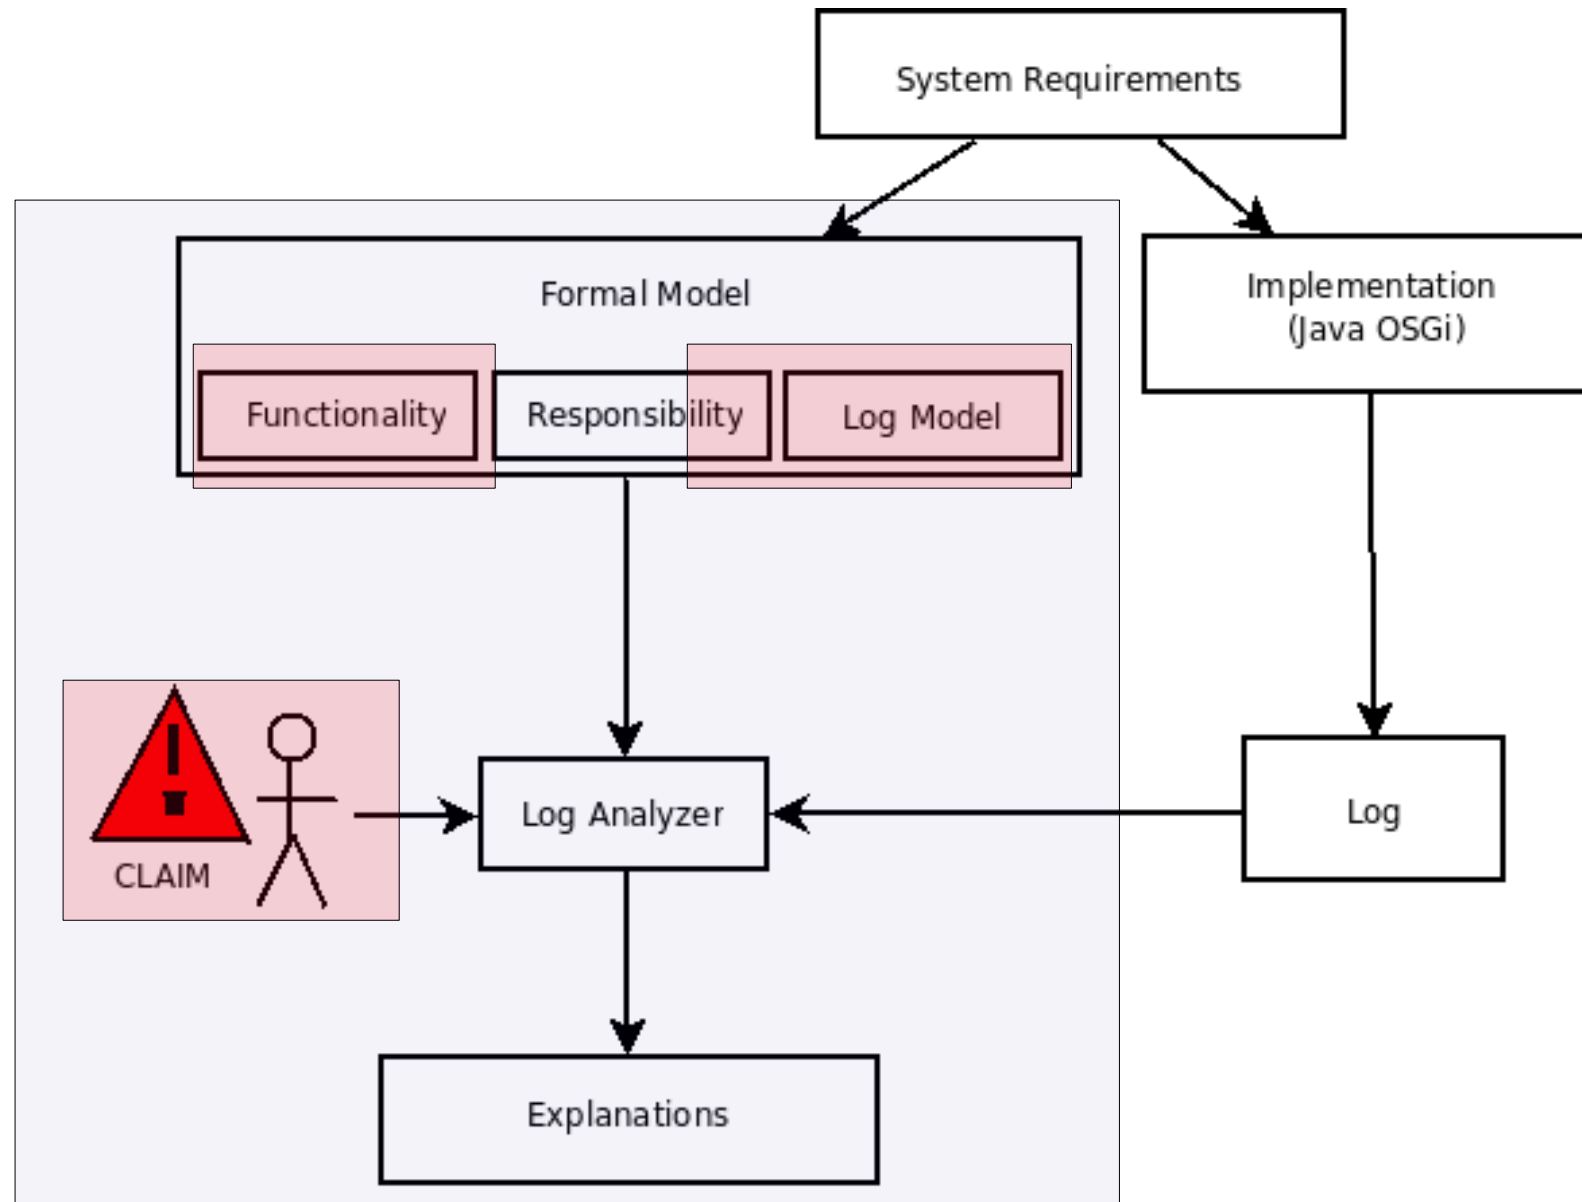 System Requirements
Formal Model
Implementation
(Java OSGi)
Functionality
Responsibility
Log Model
CLAIM
Log Analyzer
Log
Explanations